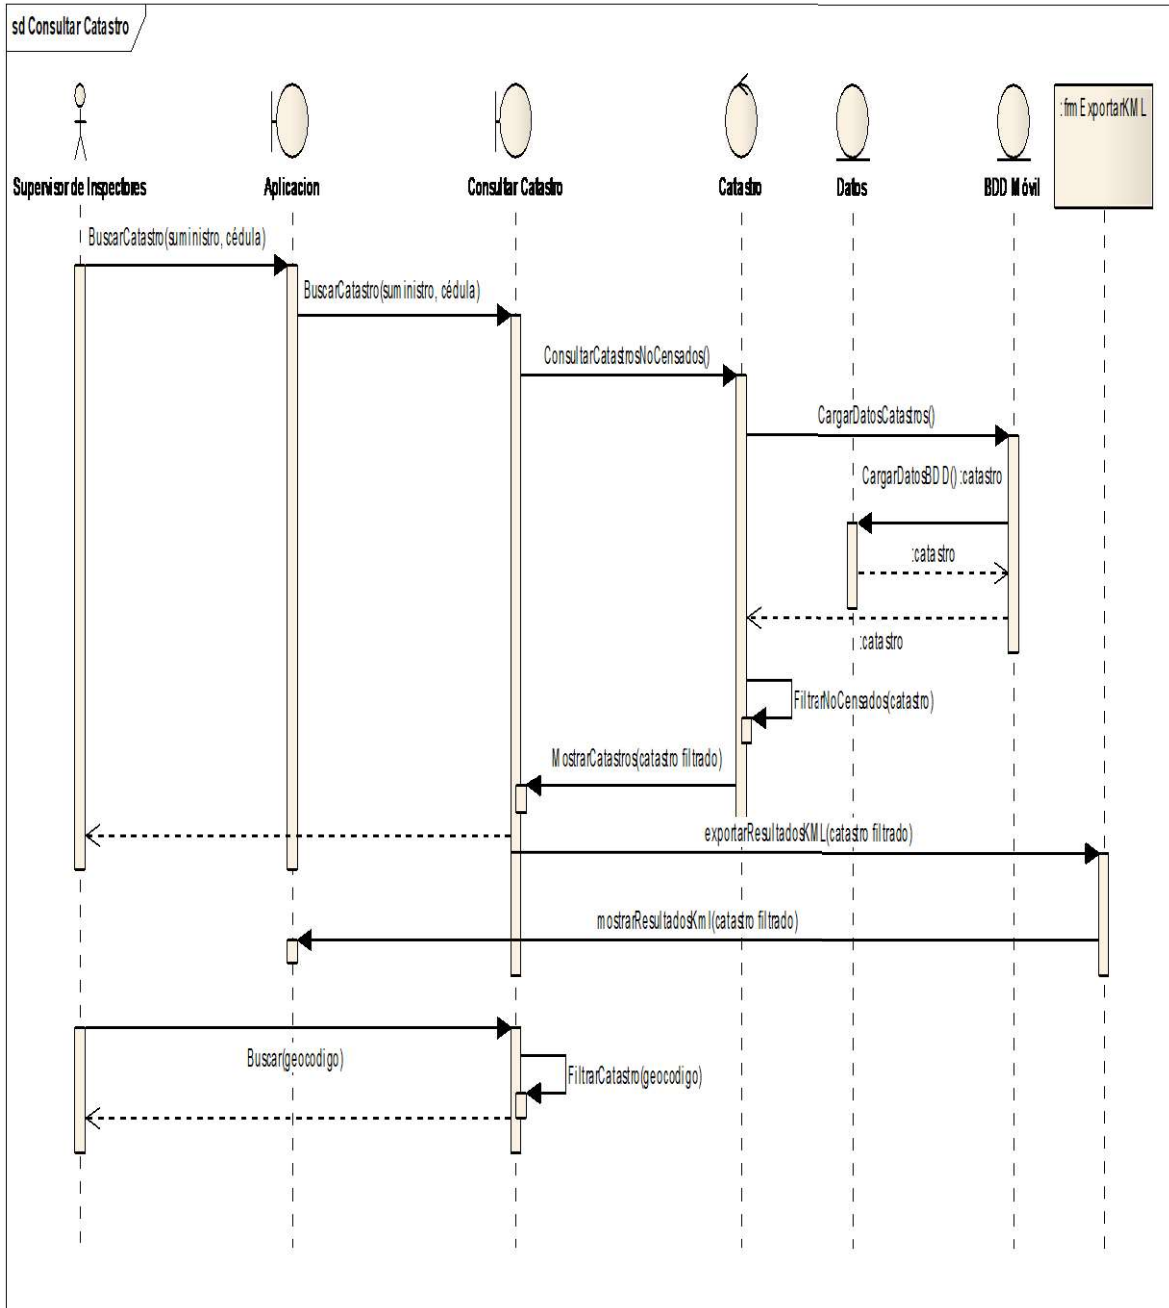 sd Consultar Catastro
:frmExportarKML
Supervisor de Inspectores
Aplicacion
Consultar Catastro
Catastro
Datos
BDD Móvil
BuscarCatastro(suministro, cédula)
BuscarCatastro(suministro, cédula)
ConsultarCatastrosNoCensados()
CargarDatosCatastros()
CargarDatosBDD() :catastro
:catastro
:catastro
FiltrarNoCensados(catastro)
MostrarCatastros(catastro filtrado)
exportarResultadosKML(catastro filtrado)
mostrarResultadosKml(catastro filtrado)
Buscar(geocodigo)
FiltrarCatastro(geocodigo)